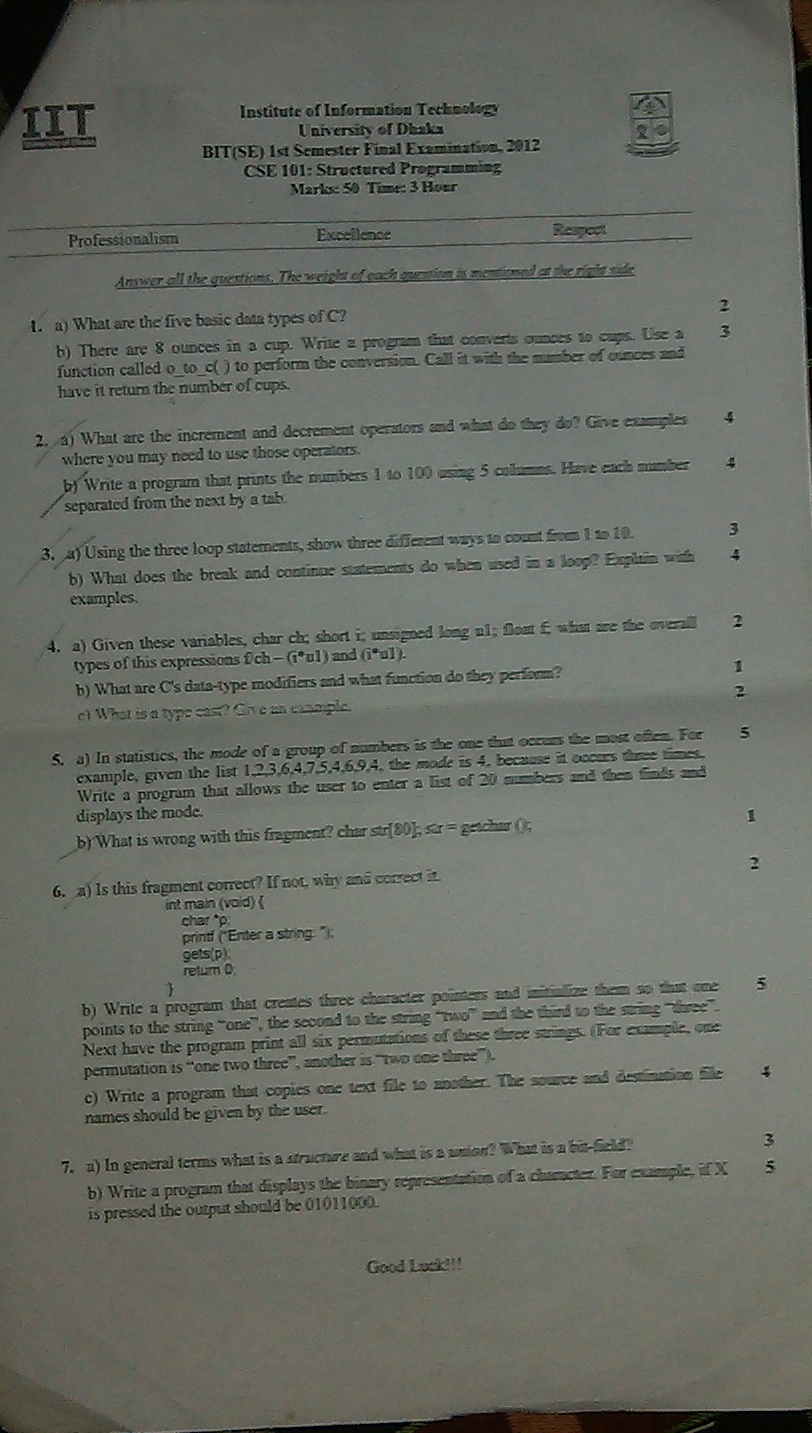 IIT
Institute of Information Technology
University of Dhaka
BIT(SE) 1st Semester Final Examination, 2012
CSE 101: Structured Programming
Marks: 50 Time: 3 Hour
Professionalism Excellence Respect
Answer all the questions. The weight of each question is mentioned at the right side
1. a) What are the five basic data types of C? 2
b) There are 8 ounces in a cup. Write a program that converts ounces to cups. Use a 3
function called o_to_c( ) to perform the conversion. Call it with the number of ounces and
have it return the number of cups.
2. a) What are the increment and decrement operators and what do they do? Give examples 4
where you may need to use those operators.
b) Write a program that prints the numbers 1 to 100 using 5 columns. Have each number 4
separated from the next by a tab.
3. a) Using the three loop statements, show three different ways to count from 1 to 10. 3
b) What does the break and continue statements do when used in a loop? Explain with 4
examples.
4. a) Given these variables, char ch; short i; unsigned long ul; float f; what are the overall 2
types of this expressions f/ch – (i*ul) and (i*ul).
b) What are C's data-type modifiers and what function do they perform? 1
c) What is a type cast? Give an example. 2
5. a) In statistics, the mode of a group of numbers is the one that occurs the most often. For 5
example, given the list 1,2,3,6,4,7,5,4,6,9,4, the mode is 4, because it occurs three times.
Write a program that allows the user to enter a list of 20 numbers and then finds and
displays the mode.
b) What is wrong with this fragment? char str[80]; str = getchar (); 1
6. a) Is this fragment correct? If not, why and correct it. 2
int main (void) {
char *p;
printf ("Enter a string: ");
gets(p);
return 0;
}
b) Write a program that creates three character pointers and initialize them so that one 5
points to the string “one”, the second to the string “two” and the third to the string “three”.
Next have the program print all six permutations of these three strings. (For example, one
permutation is “one two three”, another is “two one three”).
c) Write a program that copies one text file to another. The source and destination file 4
names should be given by the user.
7. a) In general terms what is a structure and what is a union? What is a bit-field? 3
b) Write a program that displays the binary representation of a character. For example, if X 5
is pressed the output should be 01011000.
Good Luck!!!